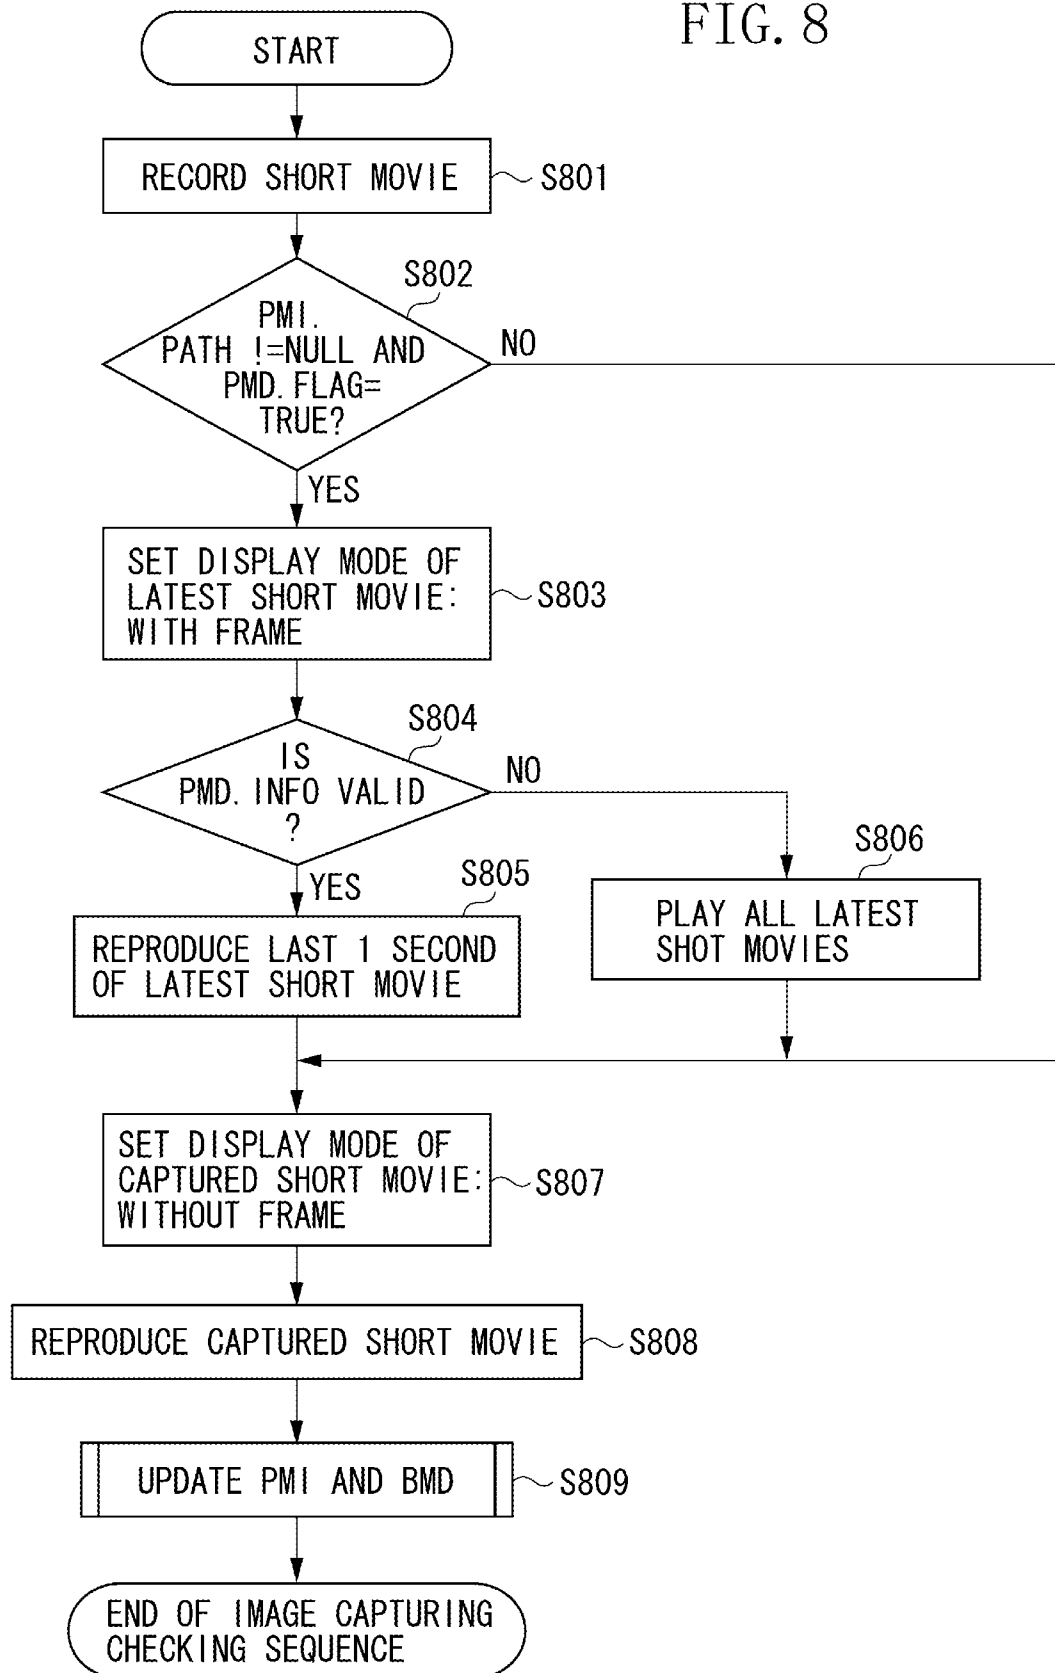 FIG. 8
START
RECORD SHORT MOVIE
S801
S802
PMI.
PATH !=NULL AND
PMD. FLAG=
TRUE?
NO
YES
SET DISPLAY MODE OF
LATEST SHORT MOVIE:
WITH FRAME
S803
S804
IS
PMD. INFO VALID
?
NO
YES
S805
REPRODUCE LAST 1 SECOND
OF LATEST SHORT MOVIE
S806
PLAY ALL LATEST
SHOT MOVIES
SET DISPLAY MODE OF
CAPTURED SHORT MOVIE:
WITHOUT FRAME
S807
REPRODUCE CAPTURED SHORT MOVIE
S808
UPDATE PMI AND BMD
S809
END OF IMAGE CAPTURING
CHECKING SEQUENCE